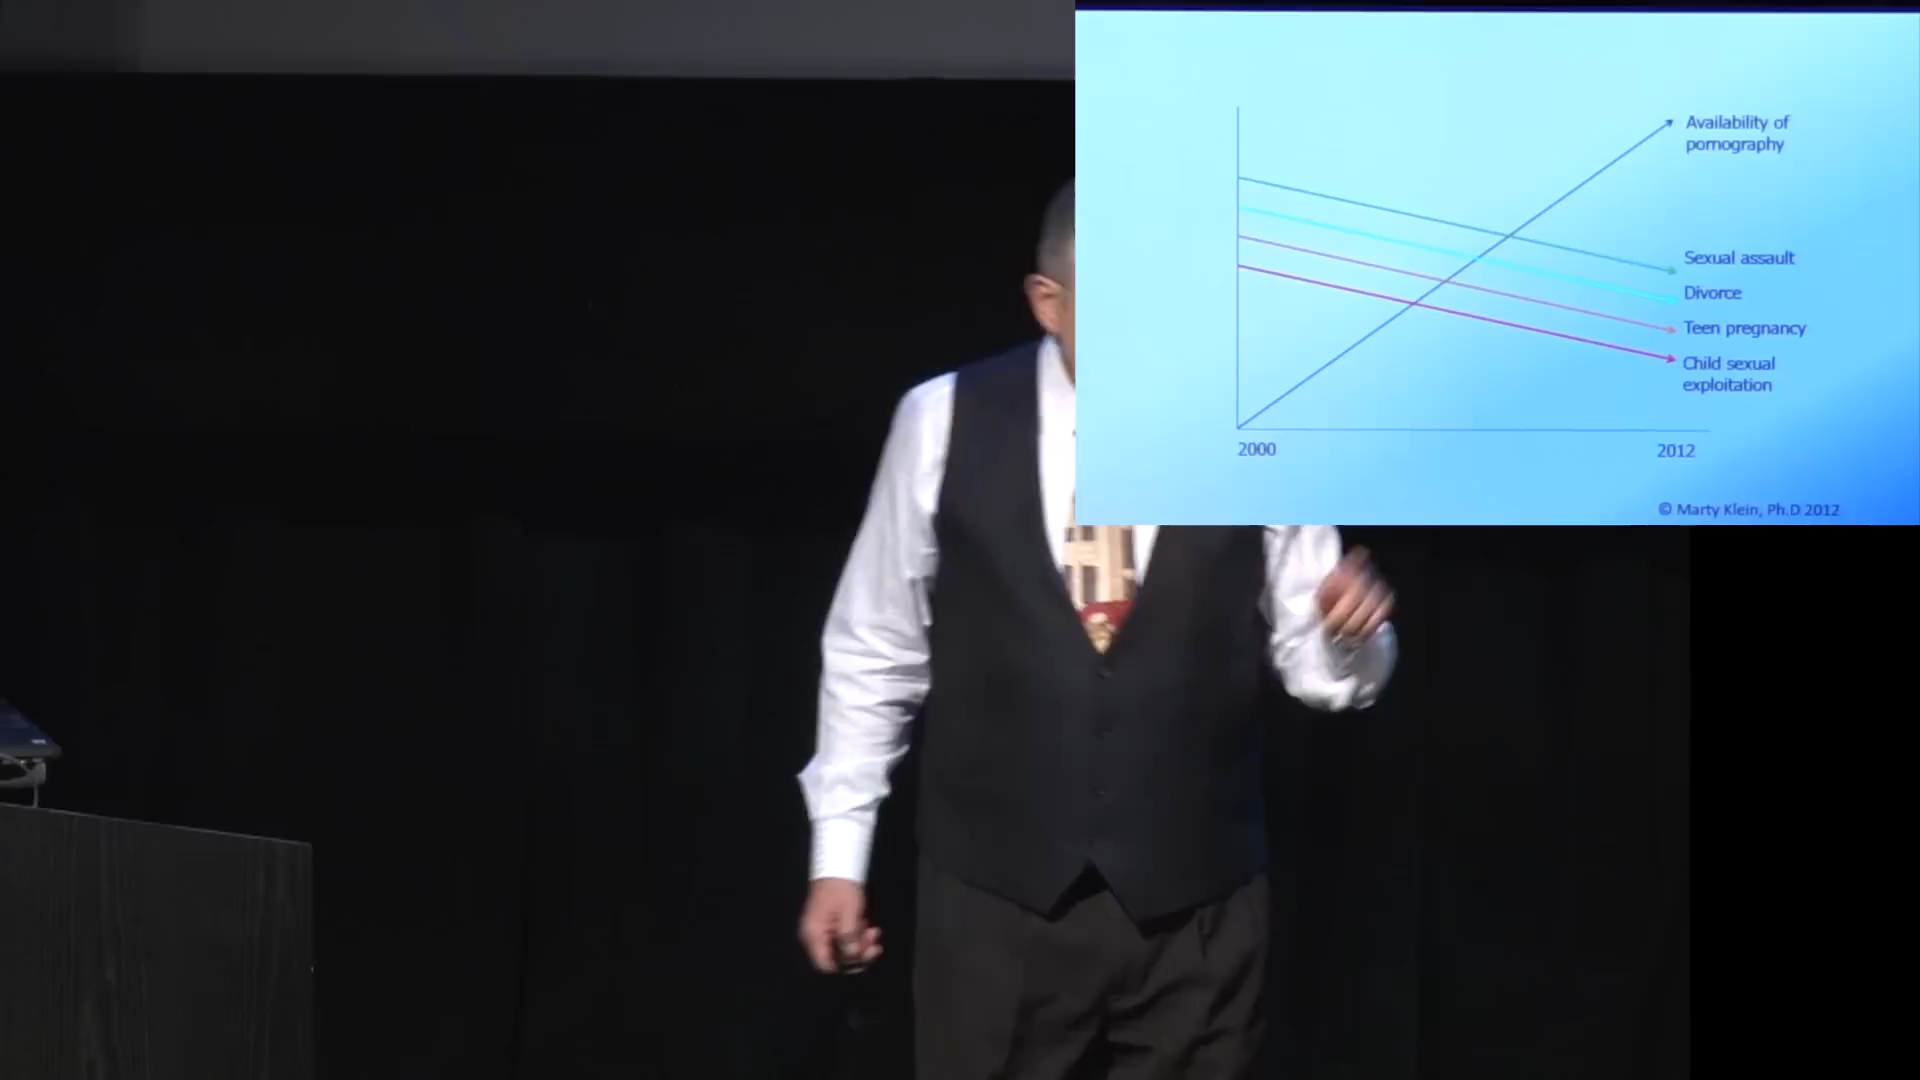 Availability of
pornography
Sexual assault
Divorce
Teen pregnancy
Child sexual
exploitation
2000
2012
© Marty Klein, Ph.D 2012